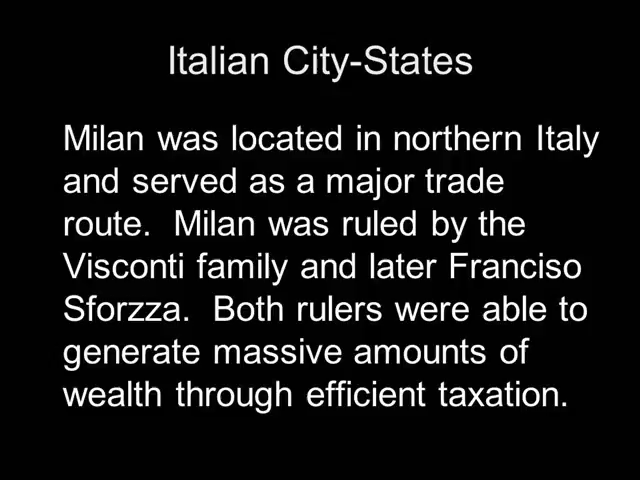 Italian City-States
Milan was located in northern Italy
and served as a major trade
route.  Milan was ruled by the
Visconti family and later Franciso
Sforzza.  Both rulers were able to
generate massive amounts of
wealth through efficient taxation.